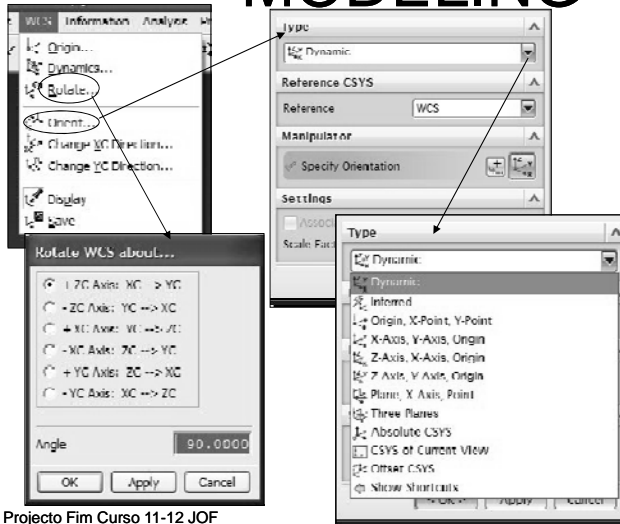 MODELING
WCS Information Analysis
Origin...
Dynamics...
Rotate...
Orient...
Change XC Direction...
Change YC Direction...
Display
Save
Type
Dynamic
Reference CSYS
Reference WCS
Manipulator
Specify Orientation
Settings
Scale
Rotate WCS about...
+ ZC Axis: XC --> YC
- ZC Axis: YC --> XC
+ XC Axis: YC --> ZC
- XC Axis: ZC --> YC
+ YC Axis: ZC --> XC
- YC Axis: XC --> ZC
Angle 90.0000
OK Apply Cancel
Type
Dynamic
Dynamic
Inferred
Origin, X-Point, Y-Point
X-Axis, Y-Axis, Origin
Z-Axis, X-Axis, Origin
Z-Axis, Y-Axis, Origin
Plane, X-Axis, Point
Three Planes
Absolute CSYS
CSYS of Current View
Offset CSYS
Show Shortcuts
OK Apply Cancel
Projecto Fim Curso 11-12 JOF